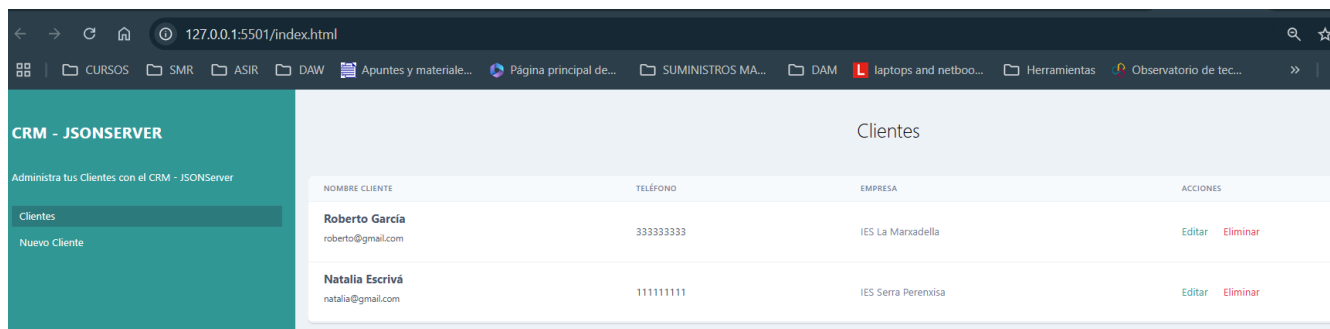 127.0.0.1:5501/index.html
CURSOS SMR ASIR DAW Apuntes y materiale... Página principal de... SUMINISTROS MA... DAM L laptops and netboo... Herramientas Observatorio de tec... »
CRM - JSONSERVER
Administra tus Clientes con el CRM - JSONServer
Clientes
Nuevo Cliente
Clientes
NOMBRE CLIENTE TELÉFONO EMPRESA ACCIONES
Roberto García
roberto@gmail.com
333333333 IES La Marxadella Editar Eliminar
Natalia Escrivá
natalia@gmail.com
111111111 IES Serra Perenxisa Editar Eliminar